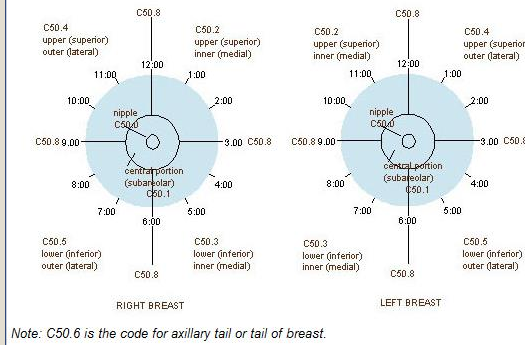 C50.8
C50.4
upper (superior)
outer (lateral)
C50.2
upper (superior)
inner (medial)
12:00
11:00
1:00
10:00
2:00
nipple
C50.0
C50.8 9.00
3.00 C50.8
central portion
(subareolar)
C50.1
8:00
4:00
7:00
5:00
6:00
C50.5
lower (inferior)
outer (lateral)
C50.3
lower (inferior)
inner (medial)
C50.8
RIGHT BREAST
C50.8
C50.2
upper (superior)
inner (medial)
C50.4
upper (superior
outer (lateral)
12:00
11:00
1:00
10:00
2:00
nipple
C50.0
C50.8 9.00
3.00 C50.8
central portion
(subareolar)
C50.1
8:00
4:00
7:00
5:00
6:00
C50.3
lower (inferior)
inner (medial)
C50.5
lower (inferior)
outer (lateral)
C50.8
LEFT BREAST
Note: C50.6 is the code for axillary tail or tail of breast.